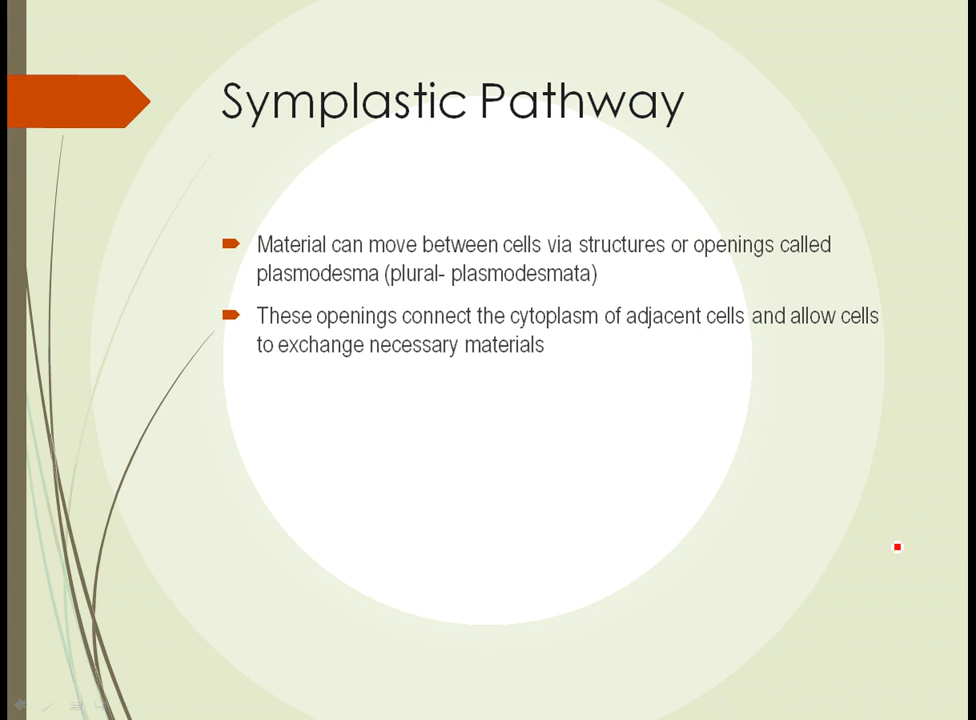 Symplastic Pathway
Material can move between cells via structures or openings called
plasmodesma (plural- plasmodesmata)
These openings connect the cytoplasm of adjacent cells and allow cells
to exchange necessary materials